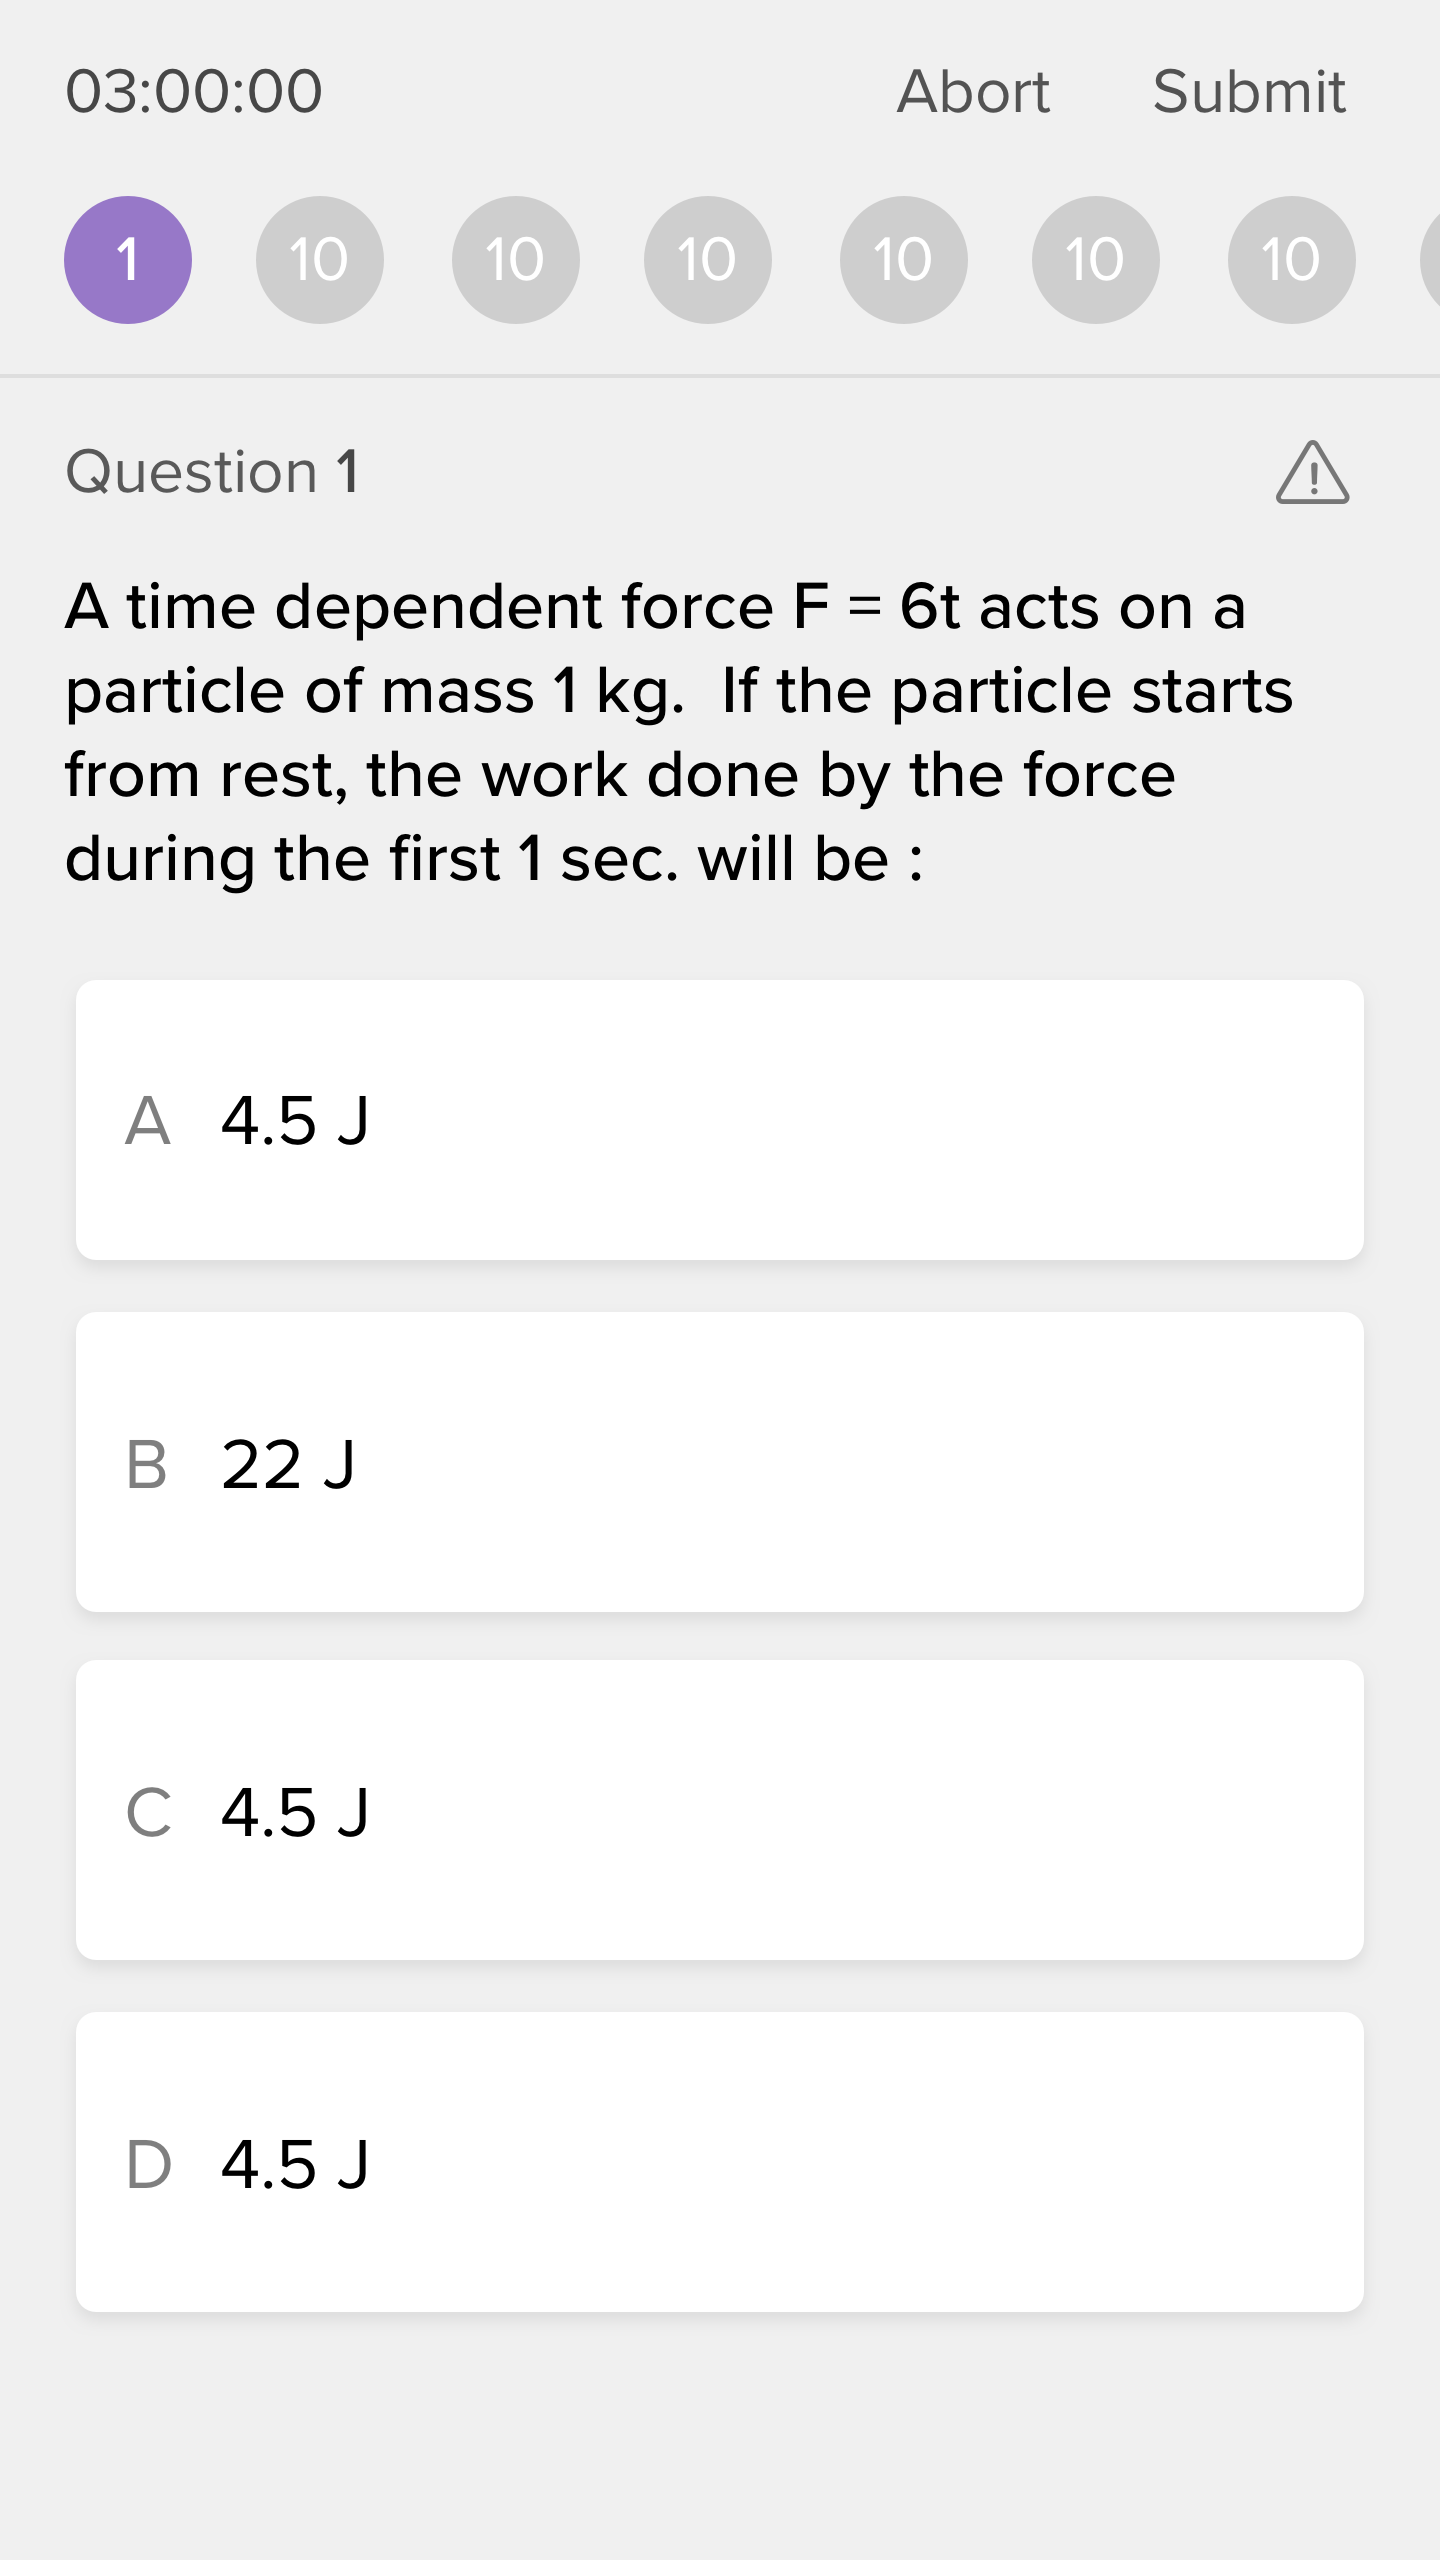 03:00:00 Abort Submit
1 10 10 10 10 10 10
Question 1
A time dependent force F = 6t acts on a
particle of mass 1 kg.  If the particle starts
from rest, the work done by the force
during the first 1 sec. will be :
A 4.5 J
B 22 J
C 4.5 J
D 4.5 J